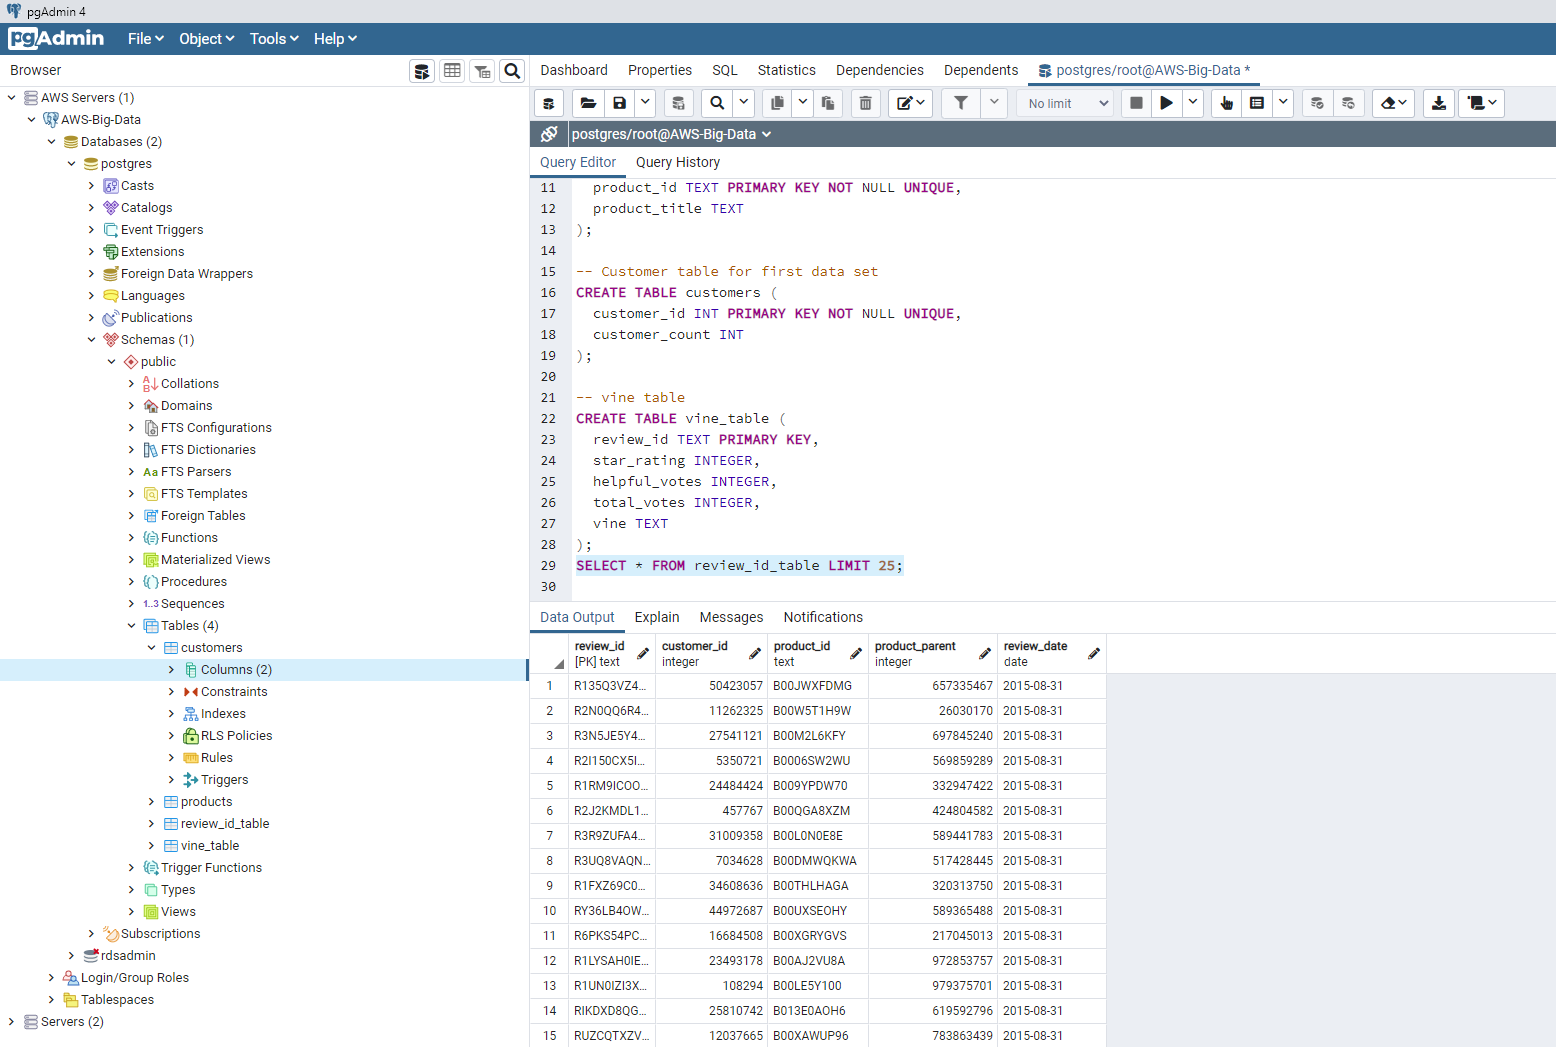 pgAdmin 4
pgAdmin File Object Tools Help
Browser
Dashboard Properties SQL Statistics Dependencies Dependents postgres/root@AWS-Big-Data *
No limit
postgres/root@AWS-Big-Data
Query Editor Query History
AWS Servers (1)
AWS-Big-Data
Databases (2)
postgres
Casts
Catalogs
Event Triggers
Extensions
Foreign Data Wrappers
Languages
Publications
Schemas (1)
public
Collations
Domains
FTS Configurations
FTS Dictionaries
Aa FTS Parsers
FTS Templates
Foreign Tables
Functions
Materialized Views
Procedures
1..3 Sequences
Tables (4)
customers
Columns (2)
Constraints
Indexes
RLS Policies
Rules
Triggers
products
review_id_table
vine_table
Trigger Functions
Types
Views
Subscriptions
rdsadmin
Login/Group Roles
Tablespaces
Servers (2)
11 product_id TEXT PRIMARY KEY NOT NULL UNIQUE,
12 product_title TEXT
13 );
14
15 -- Customer table for first data set
16 CREATE TABLE customers (
17 customer_id INT PRIMARY KEY NOT NULL UNIQUE,
18 customer_count INT
19 );
20
21 -- vine table
22 CREATE TABLE vine_table (
23 review_id TEXT PRIMARY KEY,
24 star_rating INTEGER,
25 helpful_votes INTEGER,
26 total_votes INTEGER,
27 vine TEXT
28 );
29 SELECT * FROM review_id_table LIMIT 25;
30
Data Output Explain Messages Notifications
review_id customer_id product_id product_parent review_date
[PK] text integer text integer date
1 R135Q3VZ4... 50423057 B00JWXFDMG 657335467 2015-08-31
2 R2N0QQ6R4... 11262325 B00W5T1H9W 26030170 2015-08-31
3 R3N5JE5Y4... 27541121 B00M2L6KFY 697845240 2015-08-31
4 R2I150CX5I... 5350721 B0006SW2WU 569859289 2015-08-31
5 R1RM9ICOO... 24484424 B009YPDW70 332947422 2015-08-31
6 R2J2KMDL1... 457767 B00QGA8XZM 424804582 2015-08-31
7 R3R9ZUFA4... 31009358 B00L0N0E8E 589441783 2015-08-31
8 R3UQ8VAQN... 7034628 B00DMWQKWA 517428445 2015-08-31
9 R1FXZ69C0... 34608636 B00THLHAGA 320313750 2015-08-31
10 RY36LB4OW... 44972687 B00UXSEOHY 589365488 2015-08-31
11 R6PKS54PC... 16684508 B00XGRYGVS 217045013 2015-08-31
12 R1LYSAH0IE... 23493178 B00AJ2VU8A 972853757 2015-08-31
13 R1UN0IZI3X... 108294 B00LE5Y100 979375701 2015-08-31
14 RIKDXD8QG... 25810742 B013E0AOH6 619592796 2015-08-31
15 RUZCQTXZV... 12037665 B00XAWUP96 783863439 2015-08-31